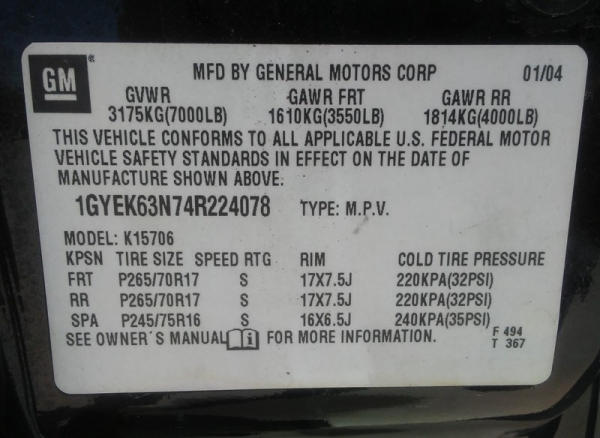 GM®
MFD BY GENERAL MOTORS CORP 01/04
GVWR GAWR FRT GAWR RR
3175KG(7000LB) 1610KG(3550LB) 1814KG(4000LB)
THIS VEHICLE CONFORMS TO ALL APPLICABLE U.S. FEDERAL MOTOR
VEHICLE SAFETY STANDARDS IN EFFECT ON THE DATE OF
MANUFACTURE SHOWN ABOVE.
1GYEK63N74R224078 TYPE: M.P.V.
MODEL: K15706
KPSN TIRE SIZE SPEED RTG RIM COLD TIRE PRESSURE
FRT P265/70R17 S 17X7.5J 220KPA(32PSI)
RR P265/70R17 S 17X7.5J 220KPA(32PSI)
SPA P245/75R16 S 16X6.5J 240KPA(35PSI)
SEE OWNER'S MANUAL i FOR MORE INFORMATION. F 494
T 367